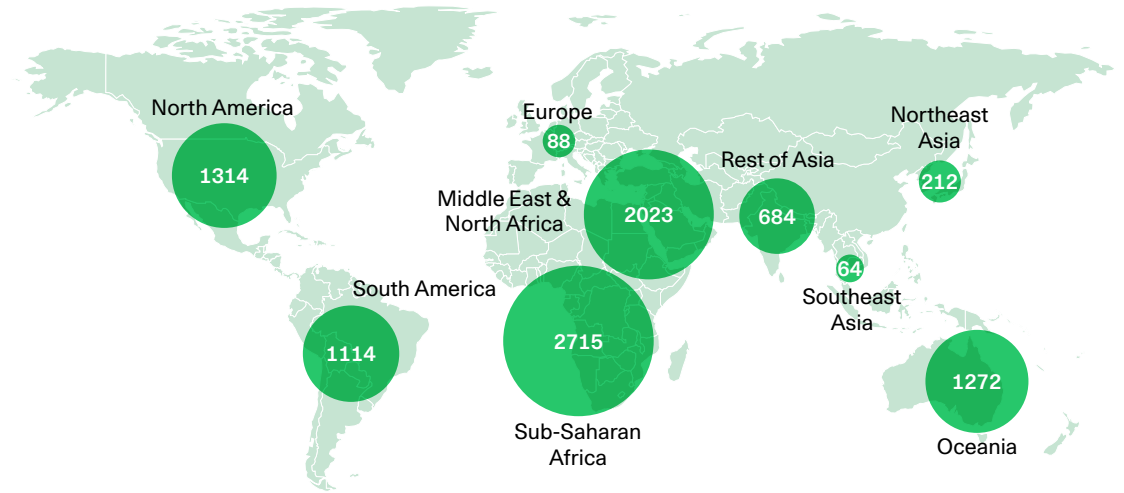 North America
1314
Europe
88
Northeast
Asia
212
Rest of Asia
684
Middle East &
North Africa
2023
64
Southeast
Asia
South America
1114
2715
Sub-Saharan
Africa
1272
Oceania